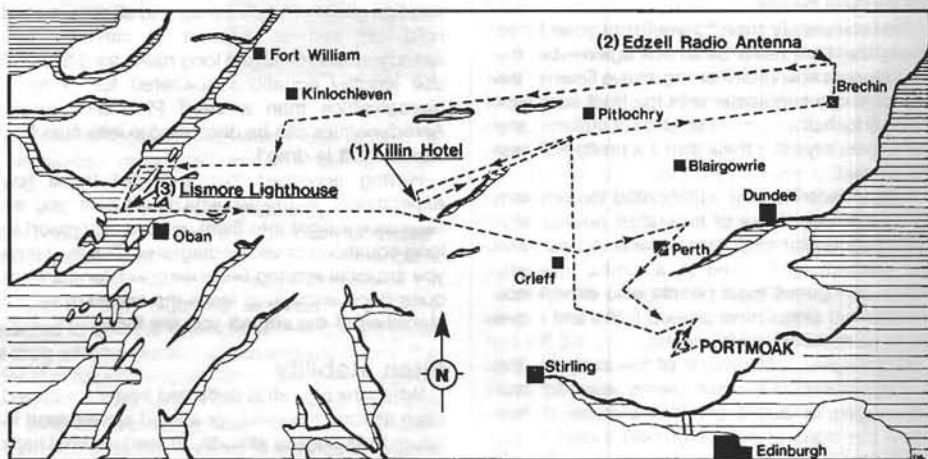 Fort William
(2) Edzell Radio Antenna
Kinlochleven
Brechin
Pitlochry
(1) Killin Hotel
Blairgowrie
(3) Lismore Lighthouse
Dundee
Oban
Perth
Crieff
PORTMOAK
Stirling
N
Edinburgh